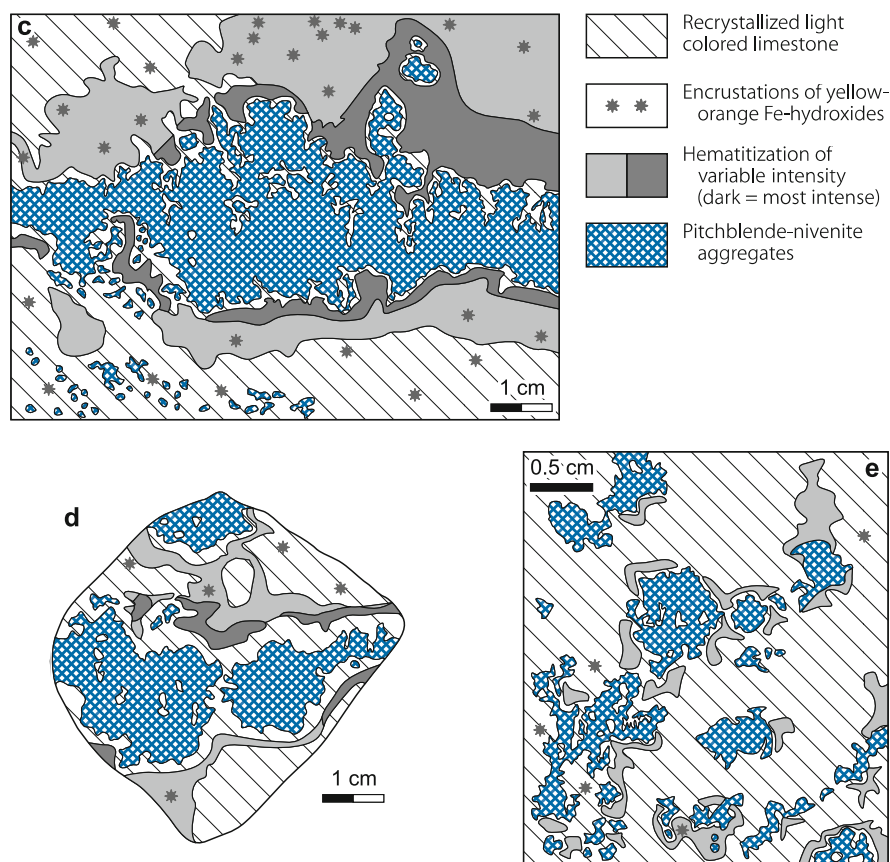 c
Recrystallized light
colored limestone
Encrustations of yellow–
orange Fe-hydroxides
Hematitization of
variable intensity
(dark = most intense)
Pitchblende-nivenite
aggregates
1 cm
d
1 cm
e
0.5 cm